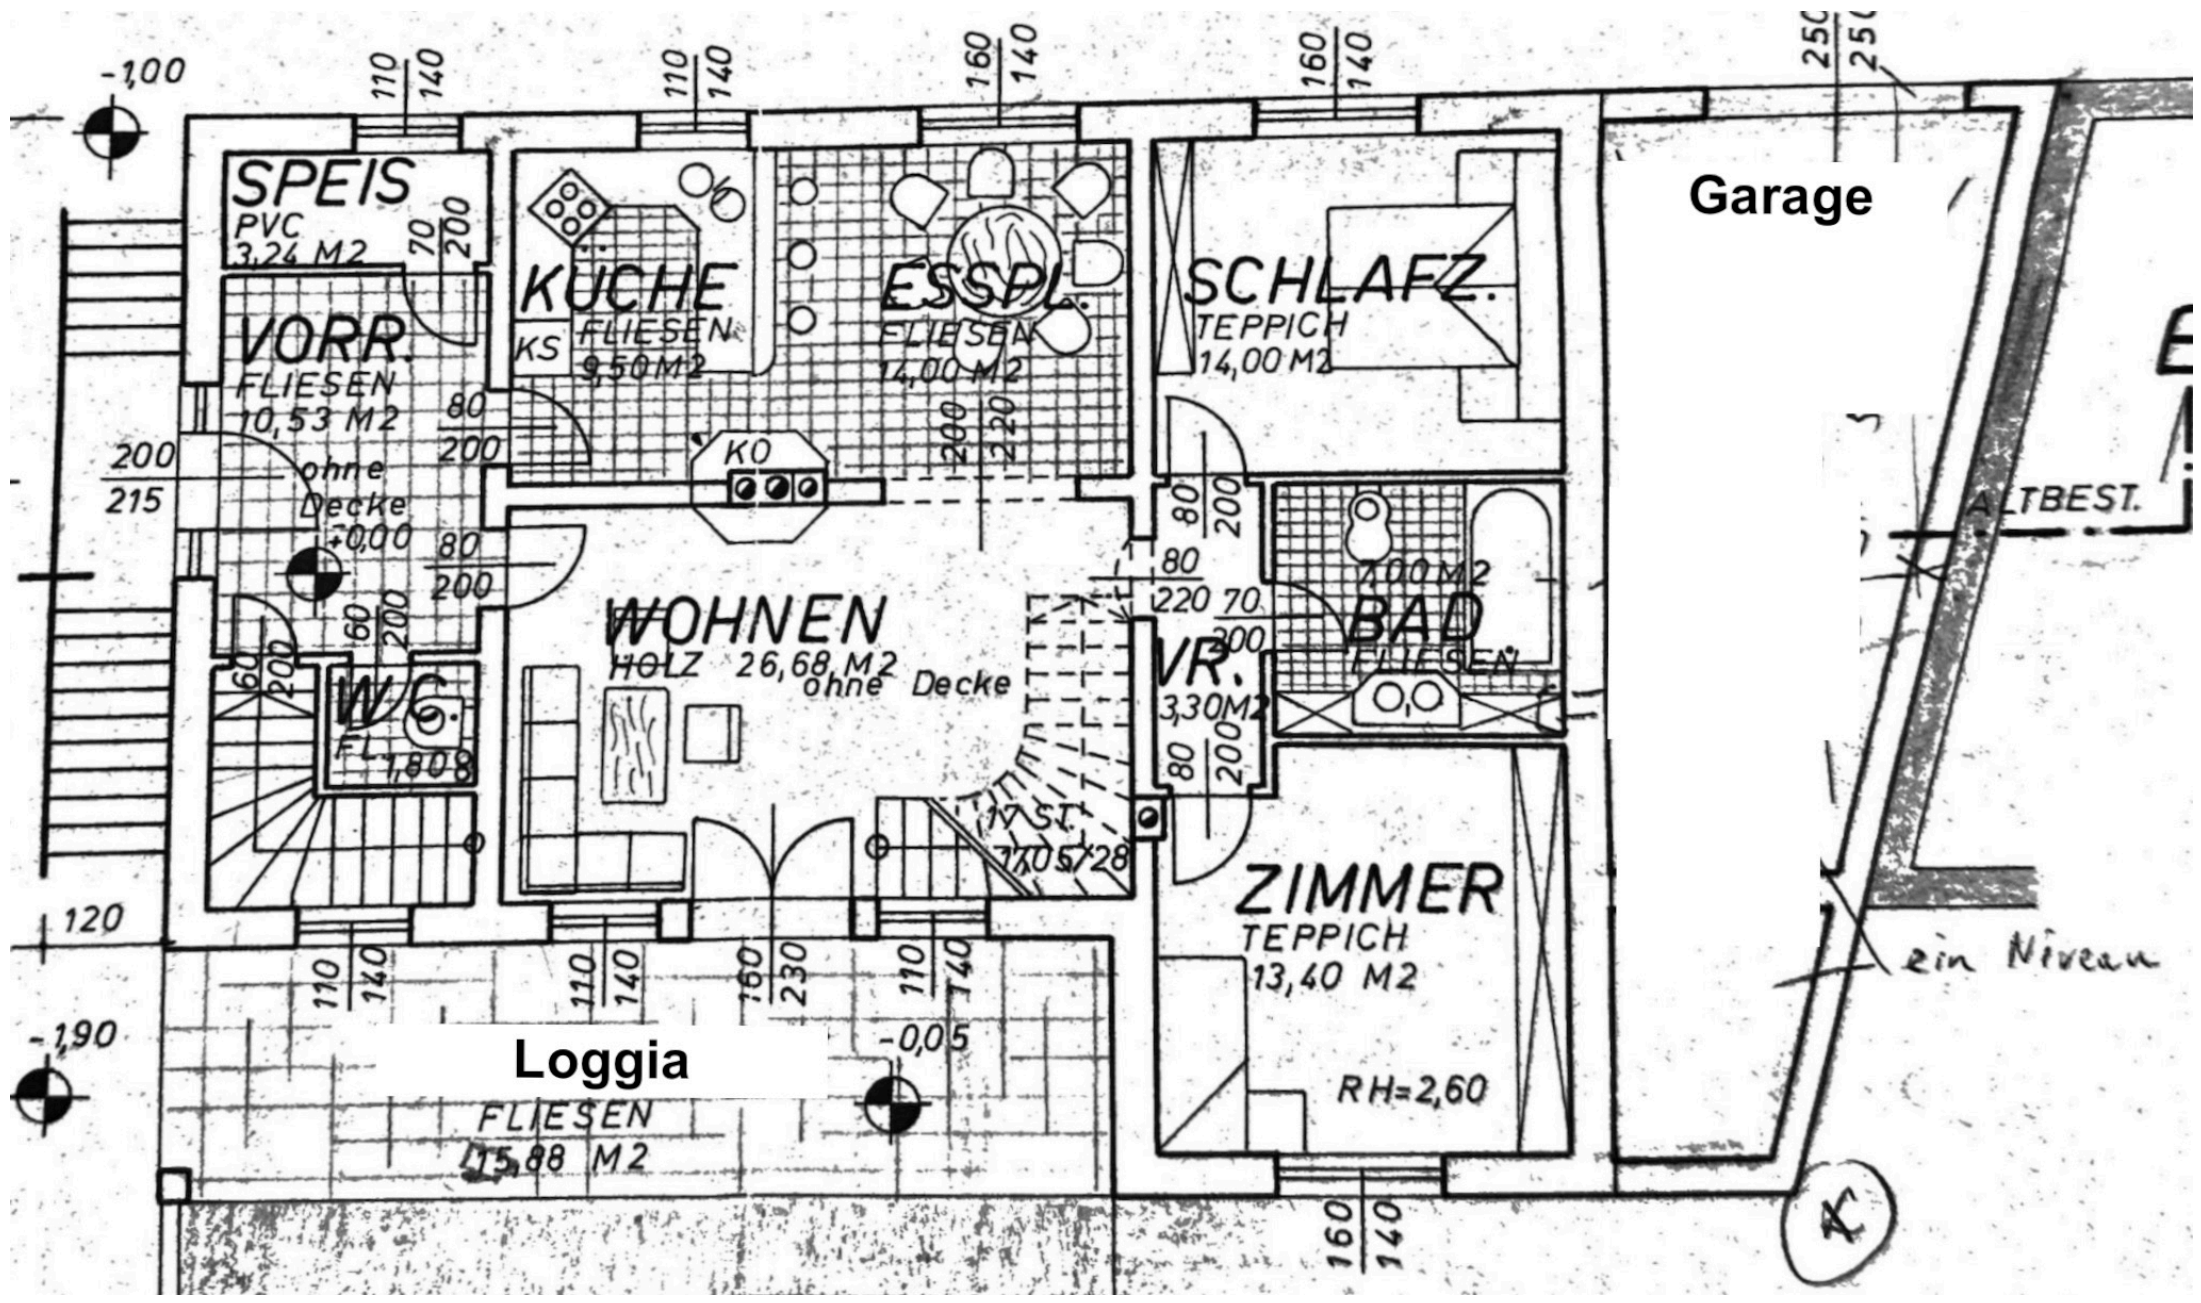 -1,00
110
140
110
140
160
140
160
140
250
250
SPEIS
PVC
3,24 M2
70
200
Garage
KÜCHE
KS
FLIESEN
9,50 M2
ESSPL.
FLIESEN
14,00 M2
SCHLAFZ.
TEPPICH
14,00 M2
VORR.
FLIESEN
10,53 M2
80
200
200
215
ohne
Decke
±0,00
KO
200
220
80
200
ALTBEST.
80
200
80
220
70
200
7,00 M2
BAD
FLIESEN
WOHNEN
HOLZ 26,68 M2
ohne Decke
VR.
3,30 M2
60
200
60
200
WC
FL.
80
200
17 ST
ZIMMER
TEPPICH
13,40 M2
RH=2,60
120
110
140
110
140
160
230
110
140
ein Niveau
-1,90
Loggia
-0,05
FLIESEN
15,88 M2
160
140
K